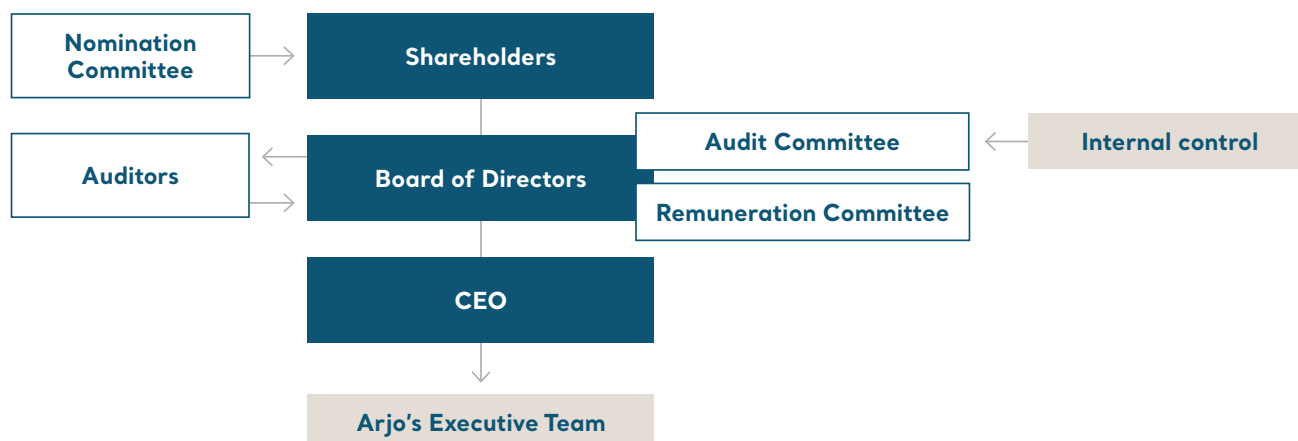 Nomination
Committee
Shareholders
Audit Committee
Internal control
Auditors
Board of Directors
Remuneration Committee
CEO
Arjo's Executive Team